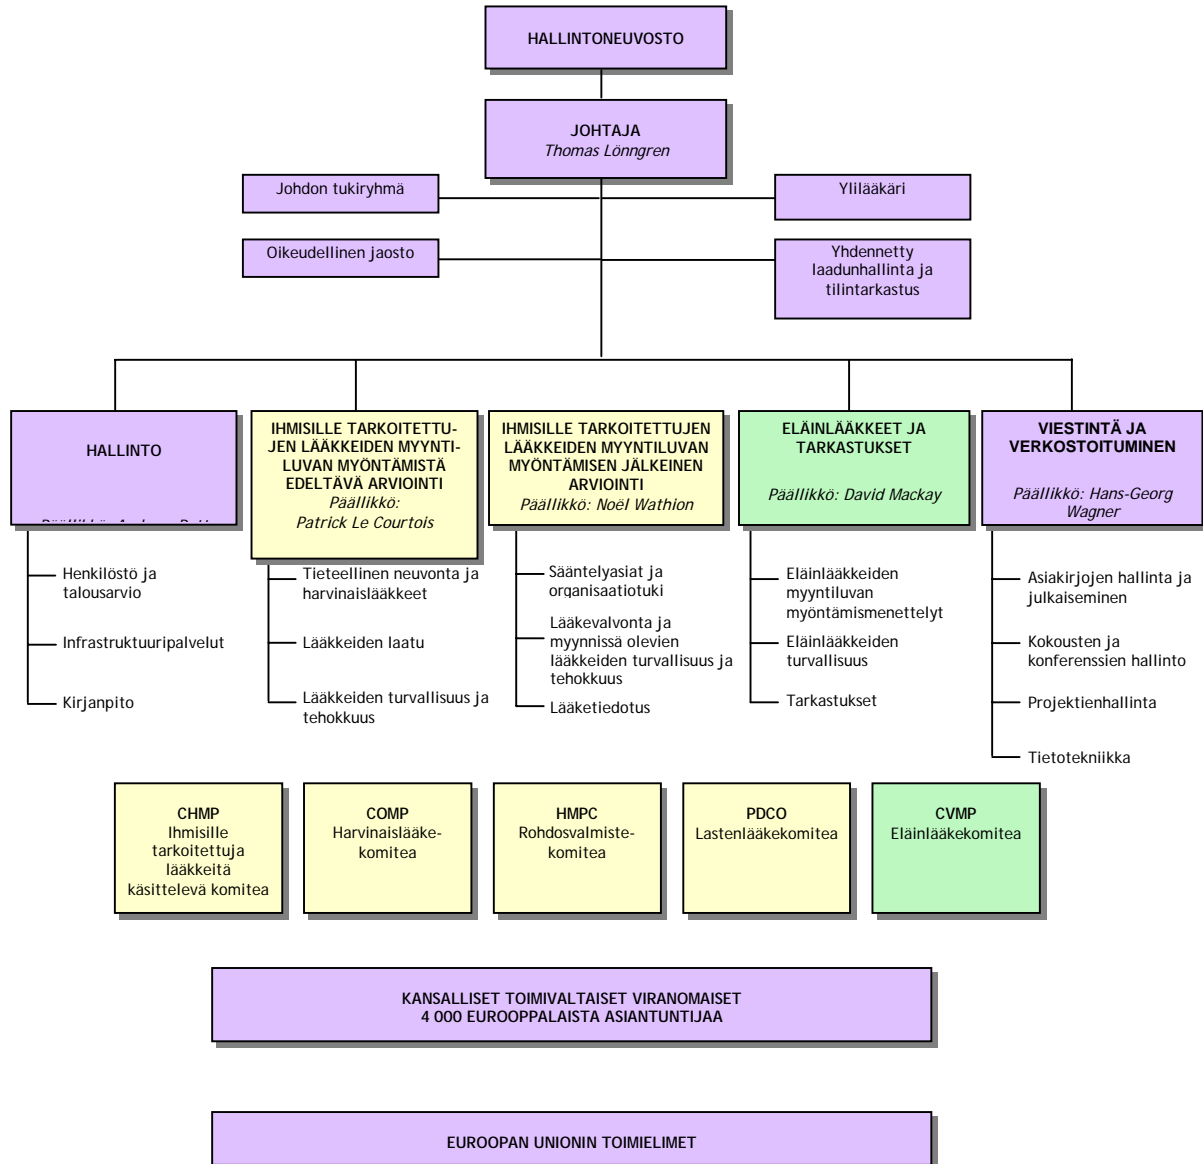 HALLINTONEUVOSTO
JOHTAJA
Thomas Lönngren
Johdon tukiryhmä
Ylilääkäri
Oikeudellinen jaosto
Yhdennetty
laadunhallinta ja
tilintarkastus
HALLINTO
IHMISILLE TARKOITETTU-
JEN LÄÄKKEIDEN MYYNTI-
LUVAN MYÖNTÄMISTÄ
EDELTÄVÄ ARVIOINTI
Päällikkö:
Patrick Le Courtois
IHMISILLE TARKOITETTUJEN
LÄÄKKEIDEN MYYNTILUVAN
MYÖNTÄMISEN JÄLKEINEN
ARVIOINTI
Päällikkö: Noël Wathion
ELÄINLÄÄKKEET JA
TARKASTUKSET
Päällikkö: David Mackay
VIESTINTÄ JA
VERKOSTOITUMINEN
Päällikkö: Hans-Georg
Wagner
Henkilöstö ja
talousarvio
Infrastruktuuripalvelut
Kirjanpito
Tieteellinen neuvonta ja
harvinaislääkkeet
Lääkkeiden laatu
Lääkkeiden turvallisuus ja
tehokkuus
Sääntelyasiat ja
organisaatiotuki
Lääkevalvonta ja
myynnissä olevien
lääkkeiden turvallisuus ja
tehokkuus
Lääketiedotus
Eläinlääkkeiden
myyntiluvan
myöntämismenettelyt
Eläinlääkkeiden
turvallisuus
Tarkastukset
Asiakirjojen hallinta ja
julkaiseminen
Kokousten ja
konferenssien hallinto
Projektienhallinta
Tietotekniikka
CHMP
Ihmisille
tarkoitettuja
lääkkeitä
käsittelevä komitea
COMP
Harvinaislääke-
komitea
HMPC
Rohdosvalmiste-
komitea
PDCO
Lastenlääkekomitea
CVMP
Eläinlääkekomitea
KANSALLISET TOIMIVALTAISET VIRANOMAISET
4 000 EUROOPPALAISTA ASIANTUNTIJAA
EUROOPAN UNIONIN TOIMIELIMET